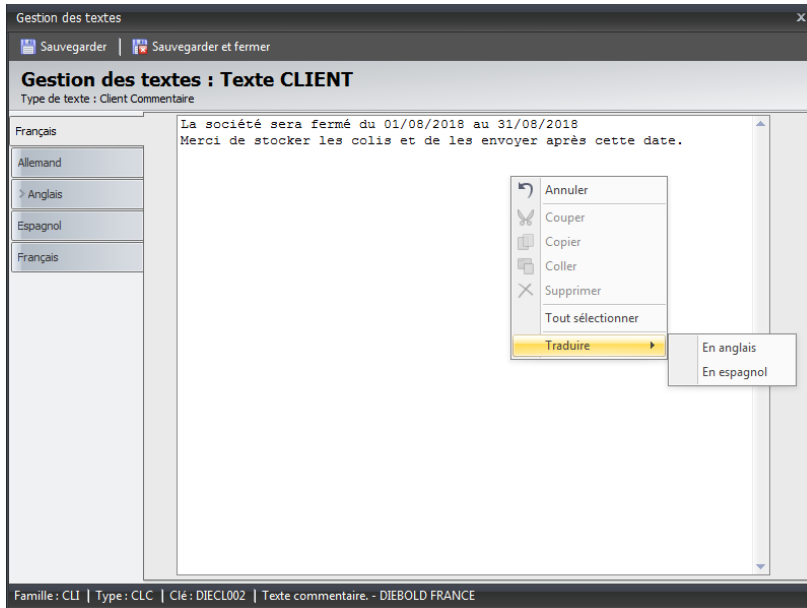 Gestion des textes
x
Sauvegarder | Sauvegarder et fermer
Gestion des textes : Texte CLIENT
Type de texte : Client Commentaire
Français
Allemand
> Anglais
Espagnol
Français
La société sera fermé du 01/08/2018 au 31/08/2018
Merci de stocker les colis et de les envoyer après cette date.
Annuler
Couper
Copier
Coller
Supprimer
Tout sélectionner
Traduire
En anglais
En espagnol
Famille : CLI | Type : CLC | Clé : DIECL002 | Texte commentaire. - DIEBOLD FRANCE